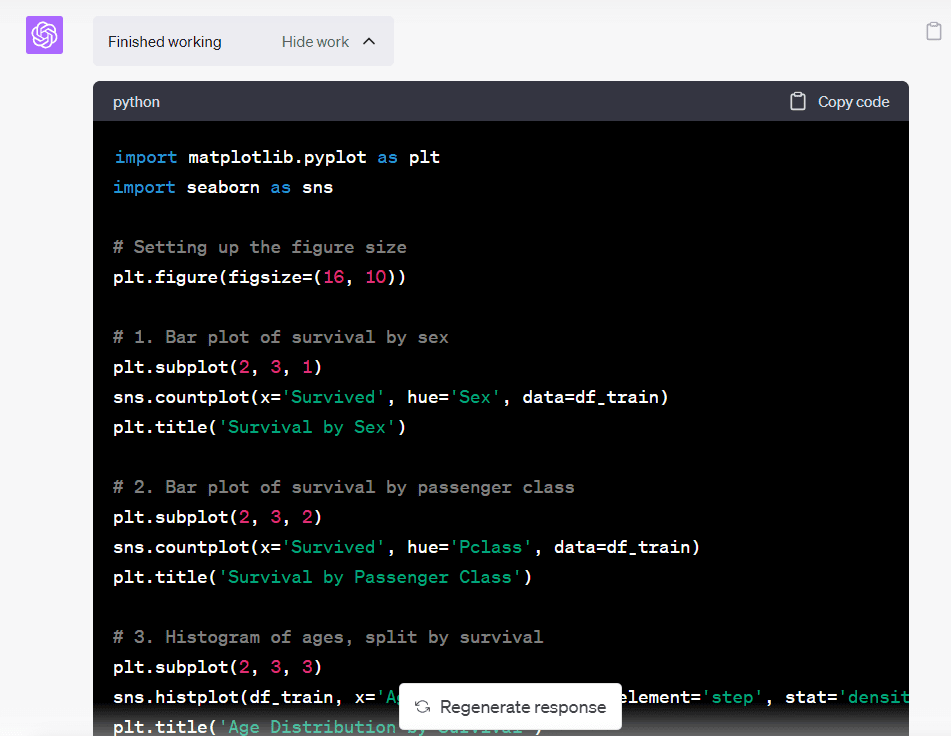 Finished working Hide work
python Copy code
import matplotlib.pyplot as plt
import seaborn as sns
# Setting up the figure size
plt.figure(figsize=(16, 10))
# 1. Bar plot of survival by sex
plt.subplot(2, 3, 1)
sns.countplot(x='Survived', hue='Sex', data=df_train)
plt.title('Survival by Sex')
# 2. Bar plot of survival by passenger class
plt.subplot(2, 3, 2)
sns.countplot(x='Survived', hue='Pclass', data=df_train)
plt.title('Survival by Passenger Class')
# 3. Histogram of ages, split by survival
plt.subplot(2, 3, 3)
sns.histplot(df_train, x='Ag element='step', stat='densit
Regenerate response
plt.title('Age Distribution by Survival')